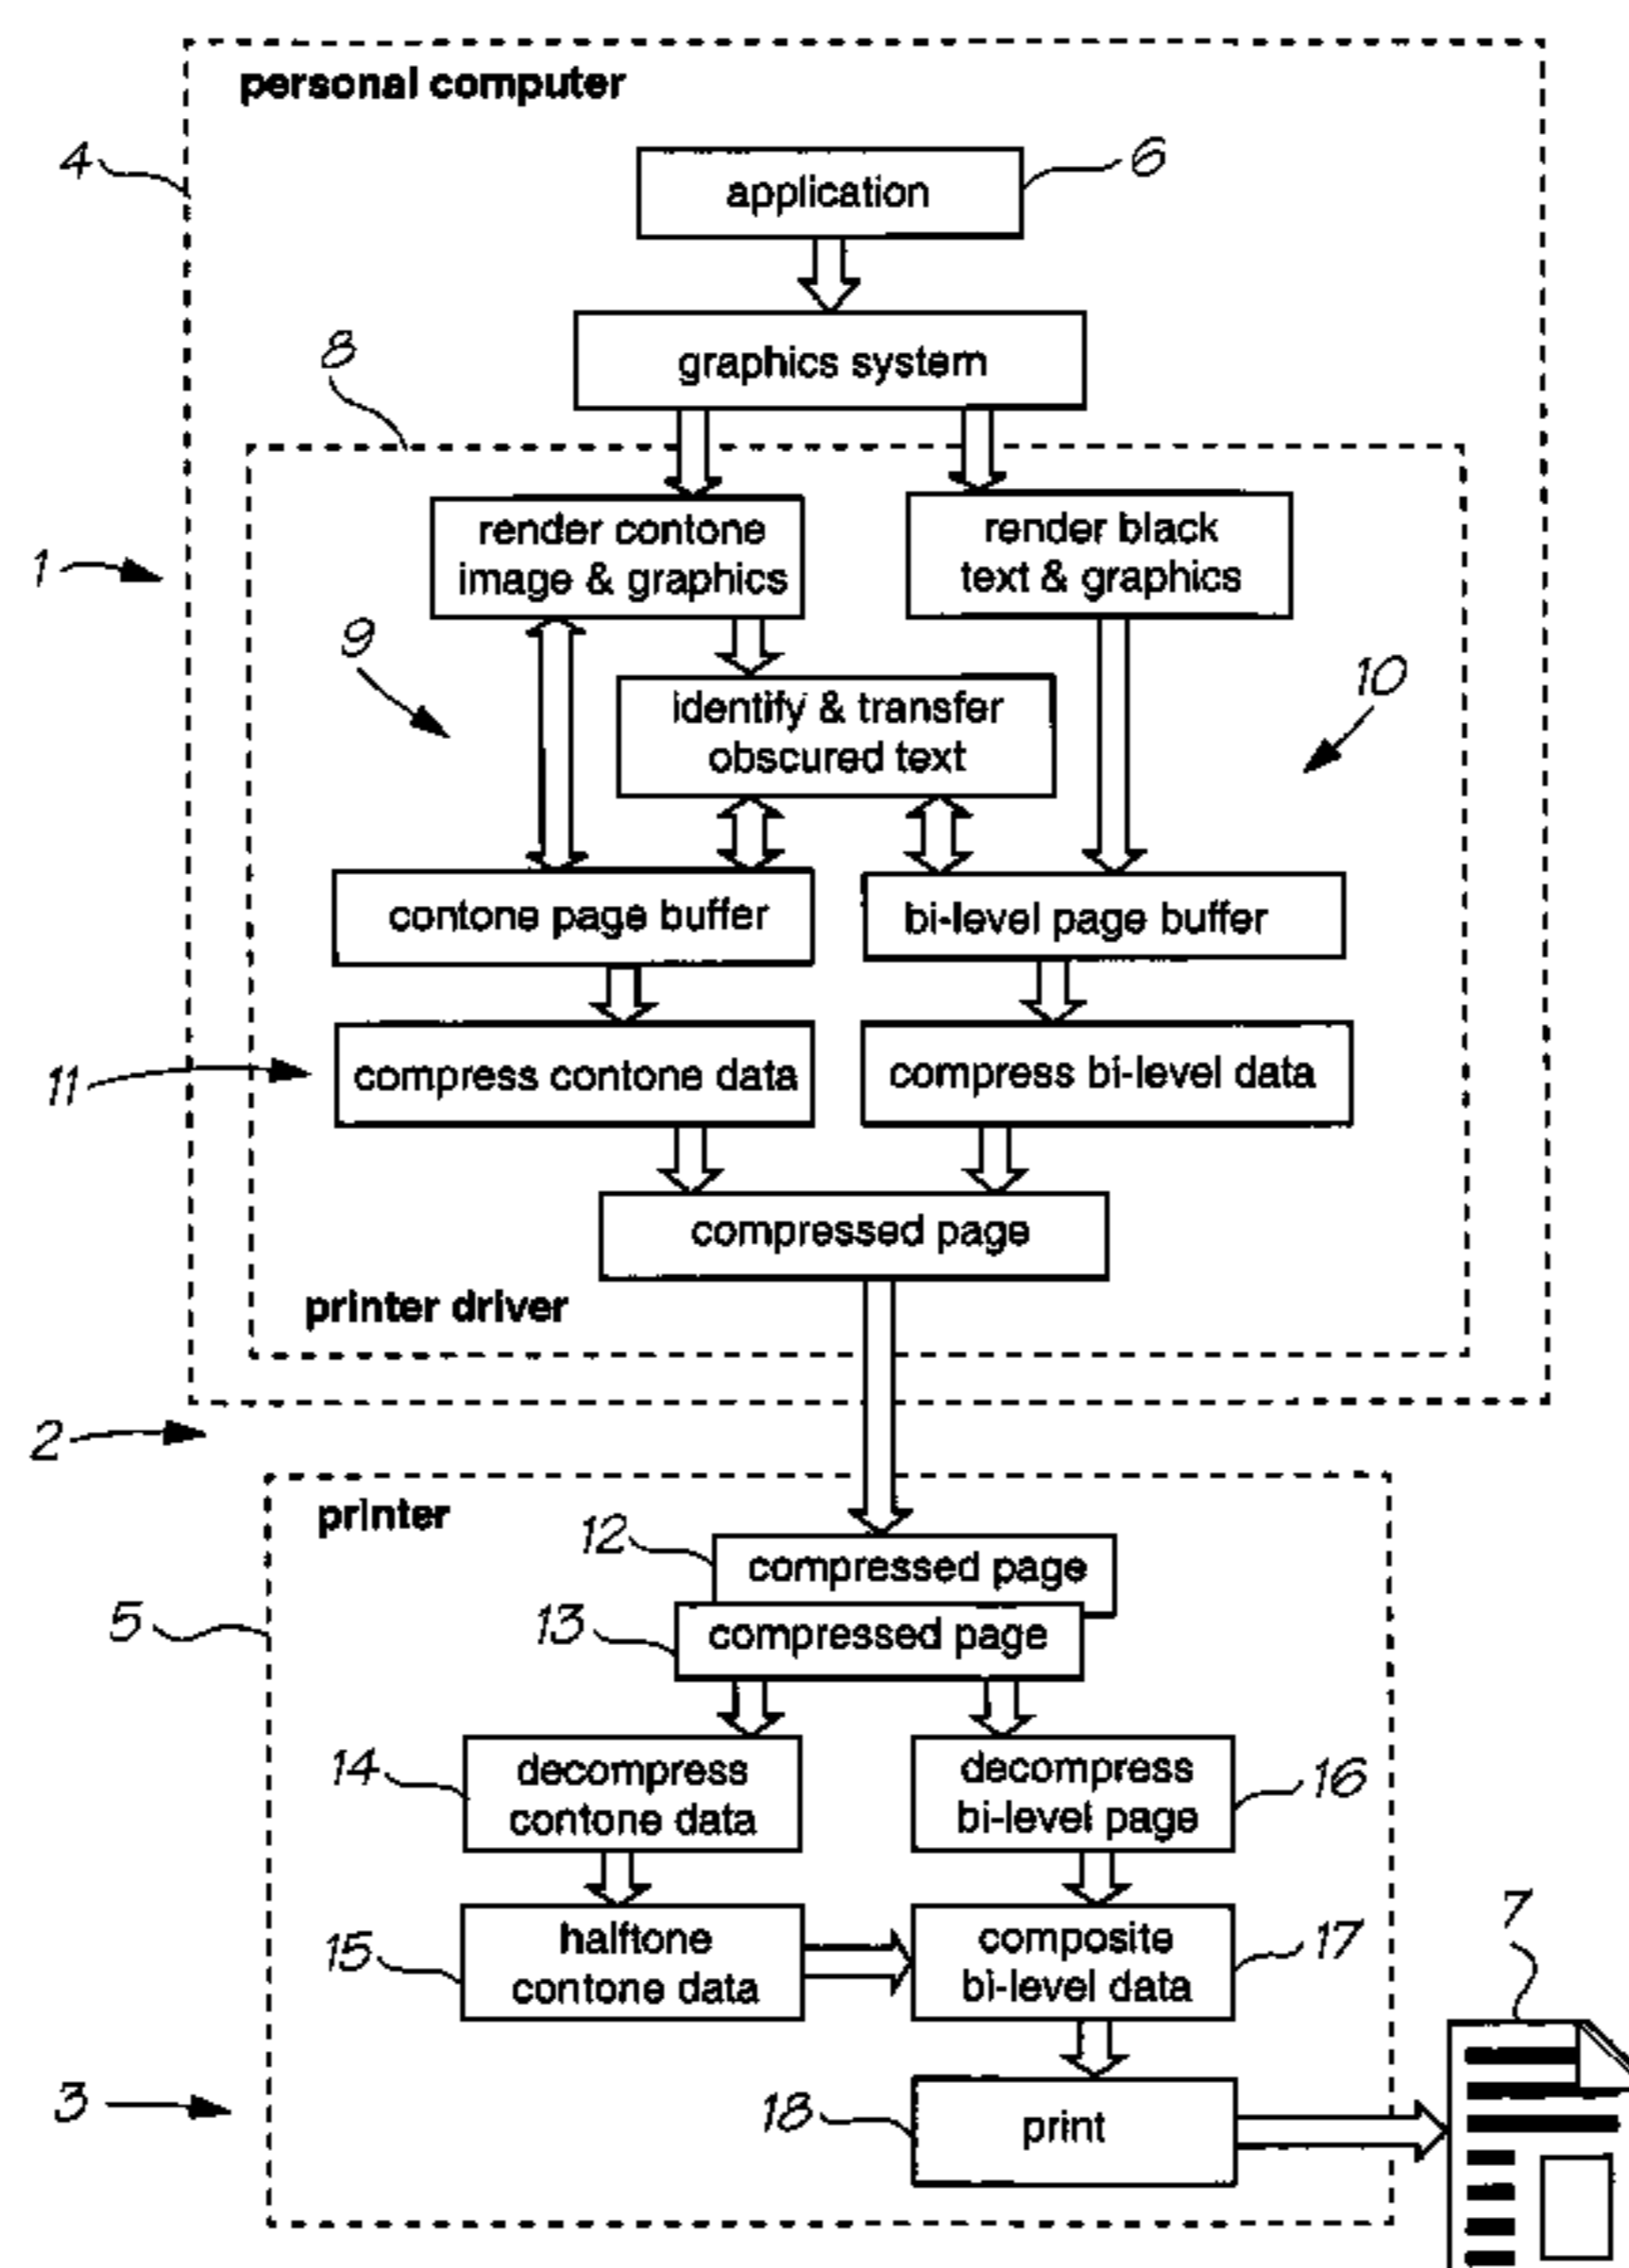 personal computer
4
application
6
graphics system
8
render contone
image & graphics
render black
text & graphics
1
9
identify & transfer
obscured text
10
contone page buffer
bi-level page buffer
11
compress contone data
compress bi-level data
compressed page
printer driver
2
printer
12
compressed page
13
compressed page
5
14
decompress
contone data
decompress
bi-level page
16
15
halftone
contone data
composite
bi-level data
17
7
3
18
print